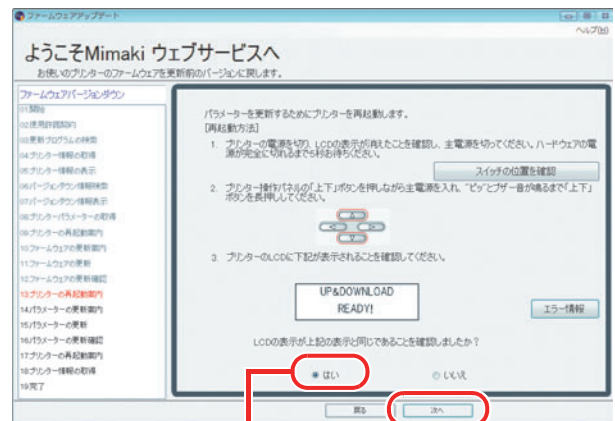 ファームウェアアップデート
ヘルプ(H)
ようこそMimaki ウェブサービスへ
お使いのプリンターのファームウェアを更新前のバージョンに戻します。
ファームウェアバージョンダウン
01.開始
02.使用許諾契約
03.更新プログラムの検索
04.プリンター情報の取得
05.プリンター情報の表示
06.バージョンダウン情報検索
07.バージョンダウン情報表示
08.プリンターパラメーターの取得
09.プリンターの再起動案内
10.ファームウェアの更新案内
11.ファームウェアの更新
12.ファームウェアの更新確認
13.プリンターの再起動案内
14.パラメーターの更新案内
15.パラメーターの更新
16.パラメーターの更新確認
17.プリンターの再起動案内
18.プリンター情報の取得
19.完了
パラメーターを更新するためにプリンターを再起動します。
[再起動方法]
1. プリンターの電源を切り、LCDの表示が消えたことを確認し、主電源を切ってください。ハードウェアの電
源が完全に切れるまで5秒お待ちください。
スイッチの位置を確認
2. プリンター操作パネルの「上下」ボタンを押しながら主電源を入れ、"ピッ"とブザー音が鳴るまで「上下」
ボタンを長押ししてください。
3. プリンターのLCDに下記が表示されることを確認してください。
UP&DOWNLOAD
READY!
エラー情報
LCDの表示が上記の表示と同じであることを確認しましたか？
はい
いいえ
戻る
次へ